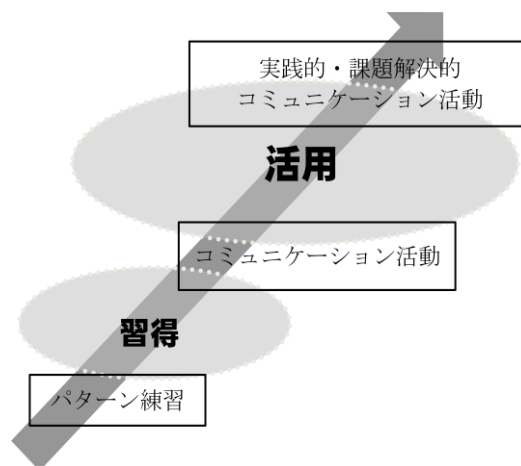 実践的・課題解決的
コミュニケーション活動
活用
コミュニケーション活動
習得
パターン練習